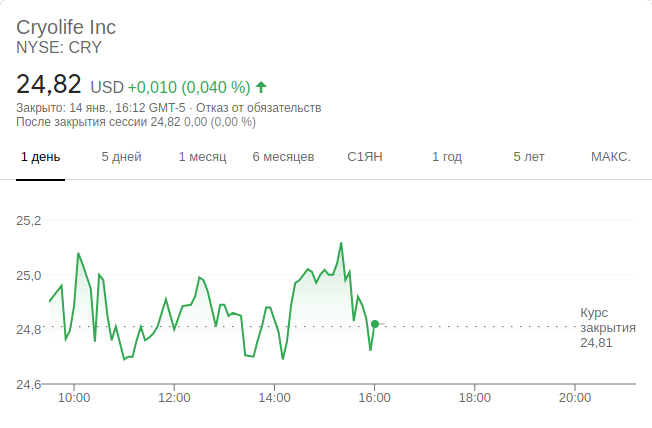 Cryolife Inc
NYSE: CRY
24,82 USD +0,010 (0,040 %)
Закрыто: 14 янв., 16:12 GMT-5 · Отказ от обязательств
После закрытия сессии 24,82 0,00 (0,00 %)
1 день 5 дней 1 месяц 6 месяцев С1ЯН 1 год 5 лет МАКС.
25,2
25,0
24,8
24,6
Курс
закрытия
24,81
10:00 12:00 14:00 16:00 18:00 20:00